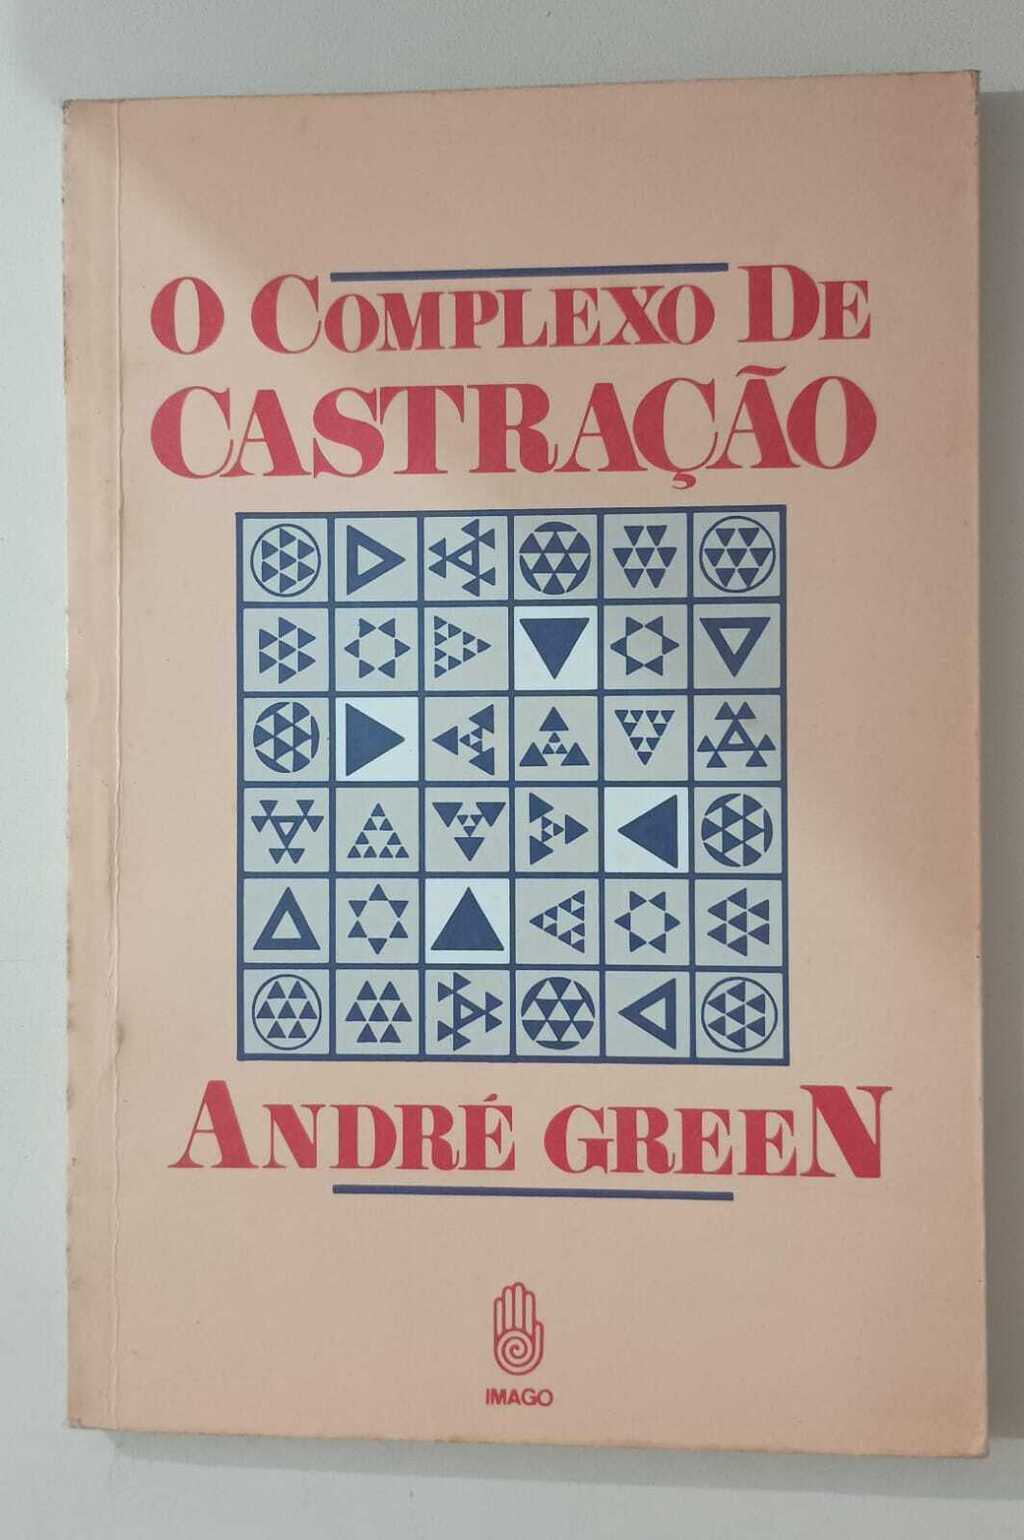 O COMPLEXO DE
CASTRAÇÃO
ANDRÉ GREEN
IMAGO